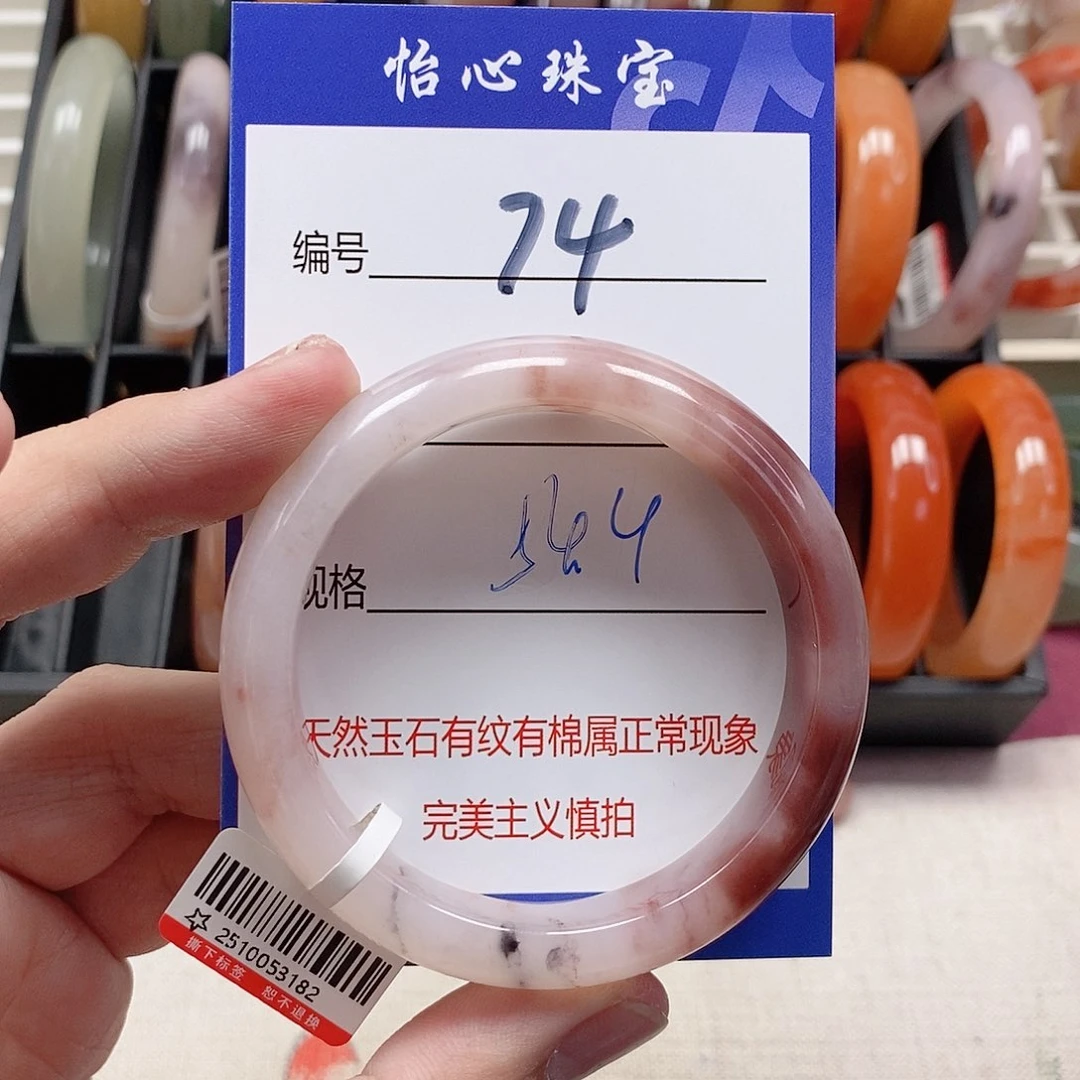 怡心珠宝
编号 74
54.4
规格
天然玉石有纹有棉属正常现象
完美主义慎拍
2510053182
撕下标签 恕不退换